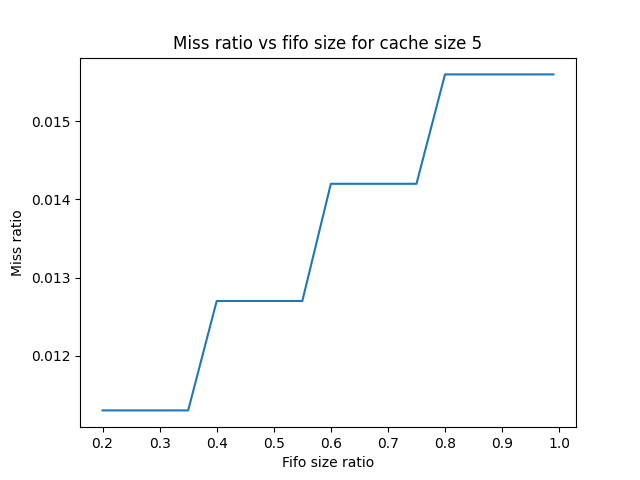 Miss ratio vs fifo size for cache size 5
Miss ratio
0.015
0.014
0.013
0.012
0.2 0.3 0.4 0.5 0.6 0.7 0.8 0.9 1.0
Fifo size ratio